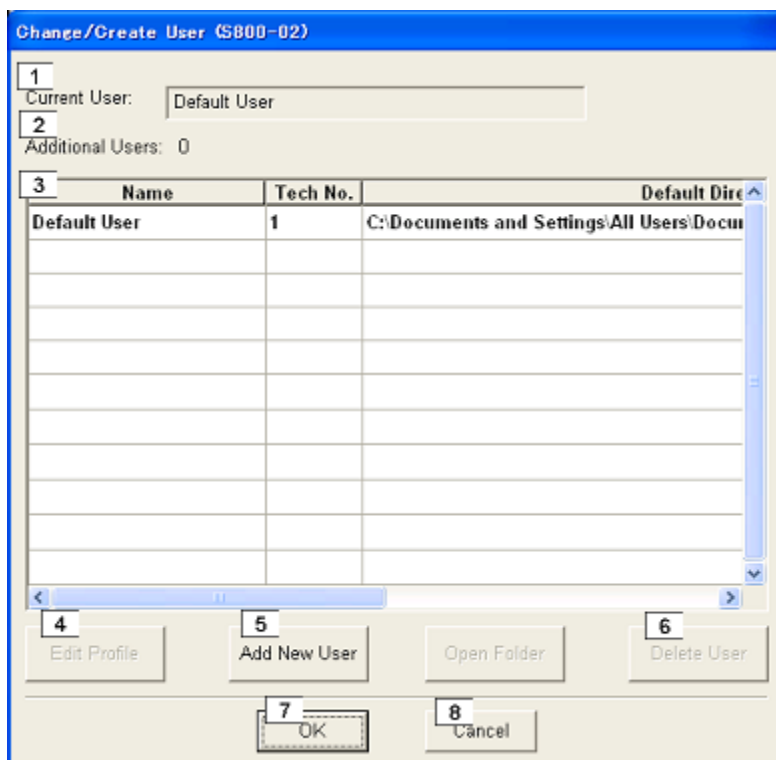 Change/Create User (S800-02)
1
Current User: Default User
2
Additional Users: 0
3
Name Tech No. Default Dire
Default User 1 C:\Documents and Settings\All Users\Docu
4 5 6
Edit Profile Add New User Open Folder Delete User
7 8
OK Cancel